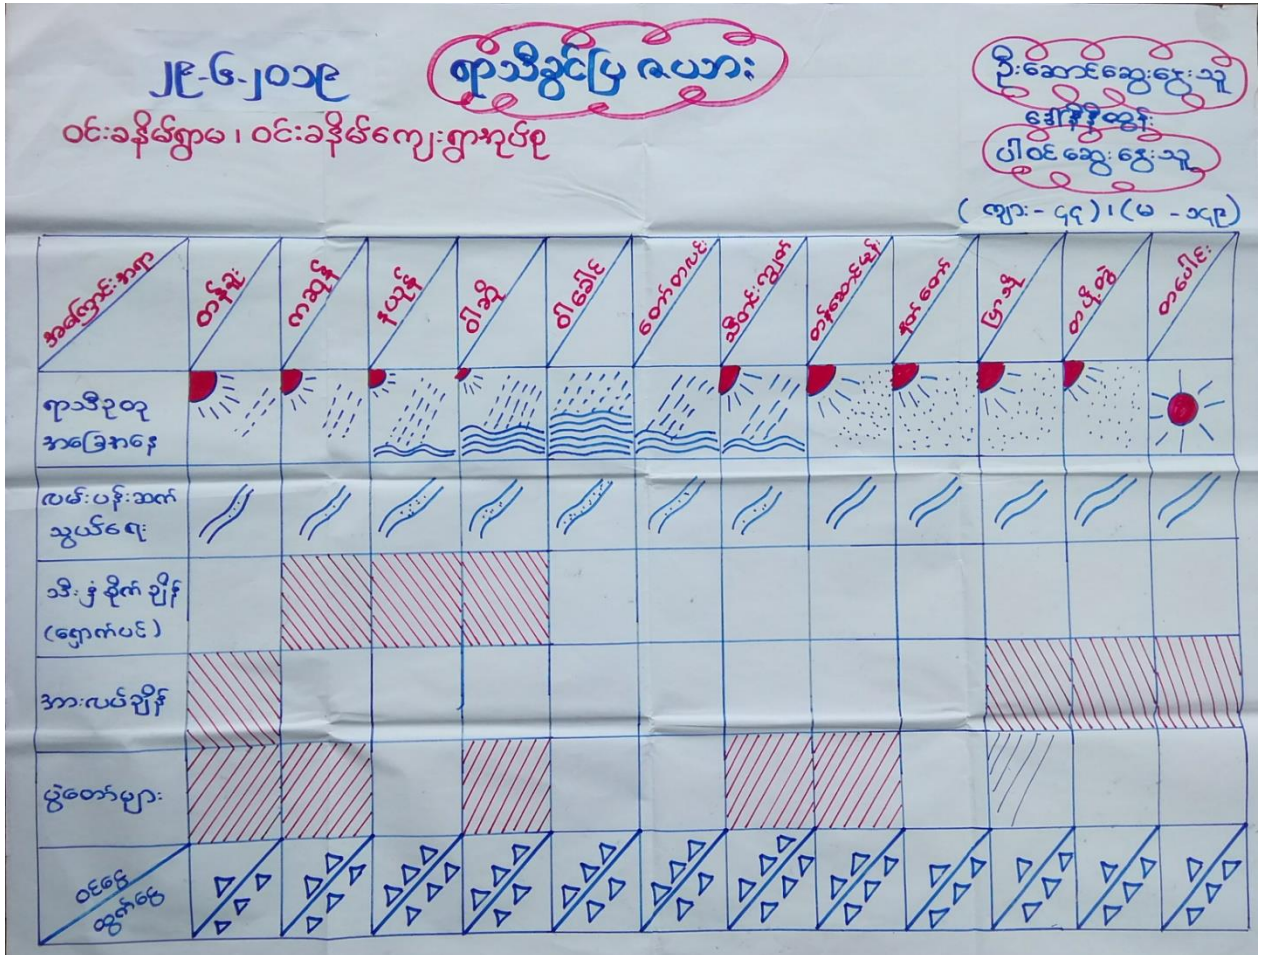 ၂၉-၆-၂၀၁၉
ရာသီခွင်ပြ ဇယား
ဝင်းခနိမ်ရွာမ၊ ဝင်းခနိမ်ကျေးရွာအုပ်စု
ဦးဆောင်ဆွေးနွေးသူ
ဒေါ်နီနီထွန်း
ပါဝင်ဆွေးနွေးသူ
(ကျား - ၄၄)၊ (မ - ၁၄၉)
အကြောင်းအရာ
တန်ခူး
ကဆုန်
နယုန်
ဝါဆို
ဝါခေါင်
တော်သလင်း
သီတင်းကျွတ်
တန်ဆောင်မုန်း
နတ်တော်
ပြာသို
တပို့တွဲ
တပေါင်း
ရာသီဥတု
အခြေအနေ
လမ်းပန်းဆက်
သွယ်ရေး
သီးနှံစိုက်ချိန်
(ရှောက်ပင်)
အားလပ်ချိန်
ပွဲတော်များ
ဝင်ငွေ
ထွက်ငွေ